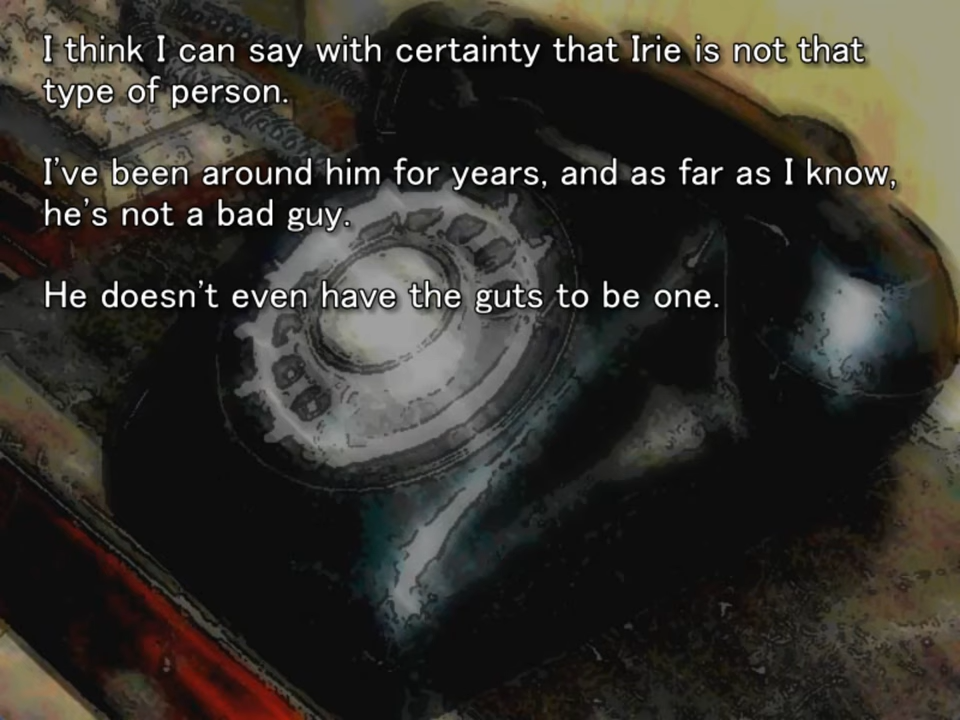 I think I can say with certainty that Irie is not that
type of person.
I've been around him for years, and as far as I know,
he's not a bad guy.
He doesn't even have the guts to be one.